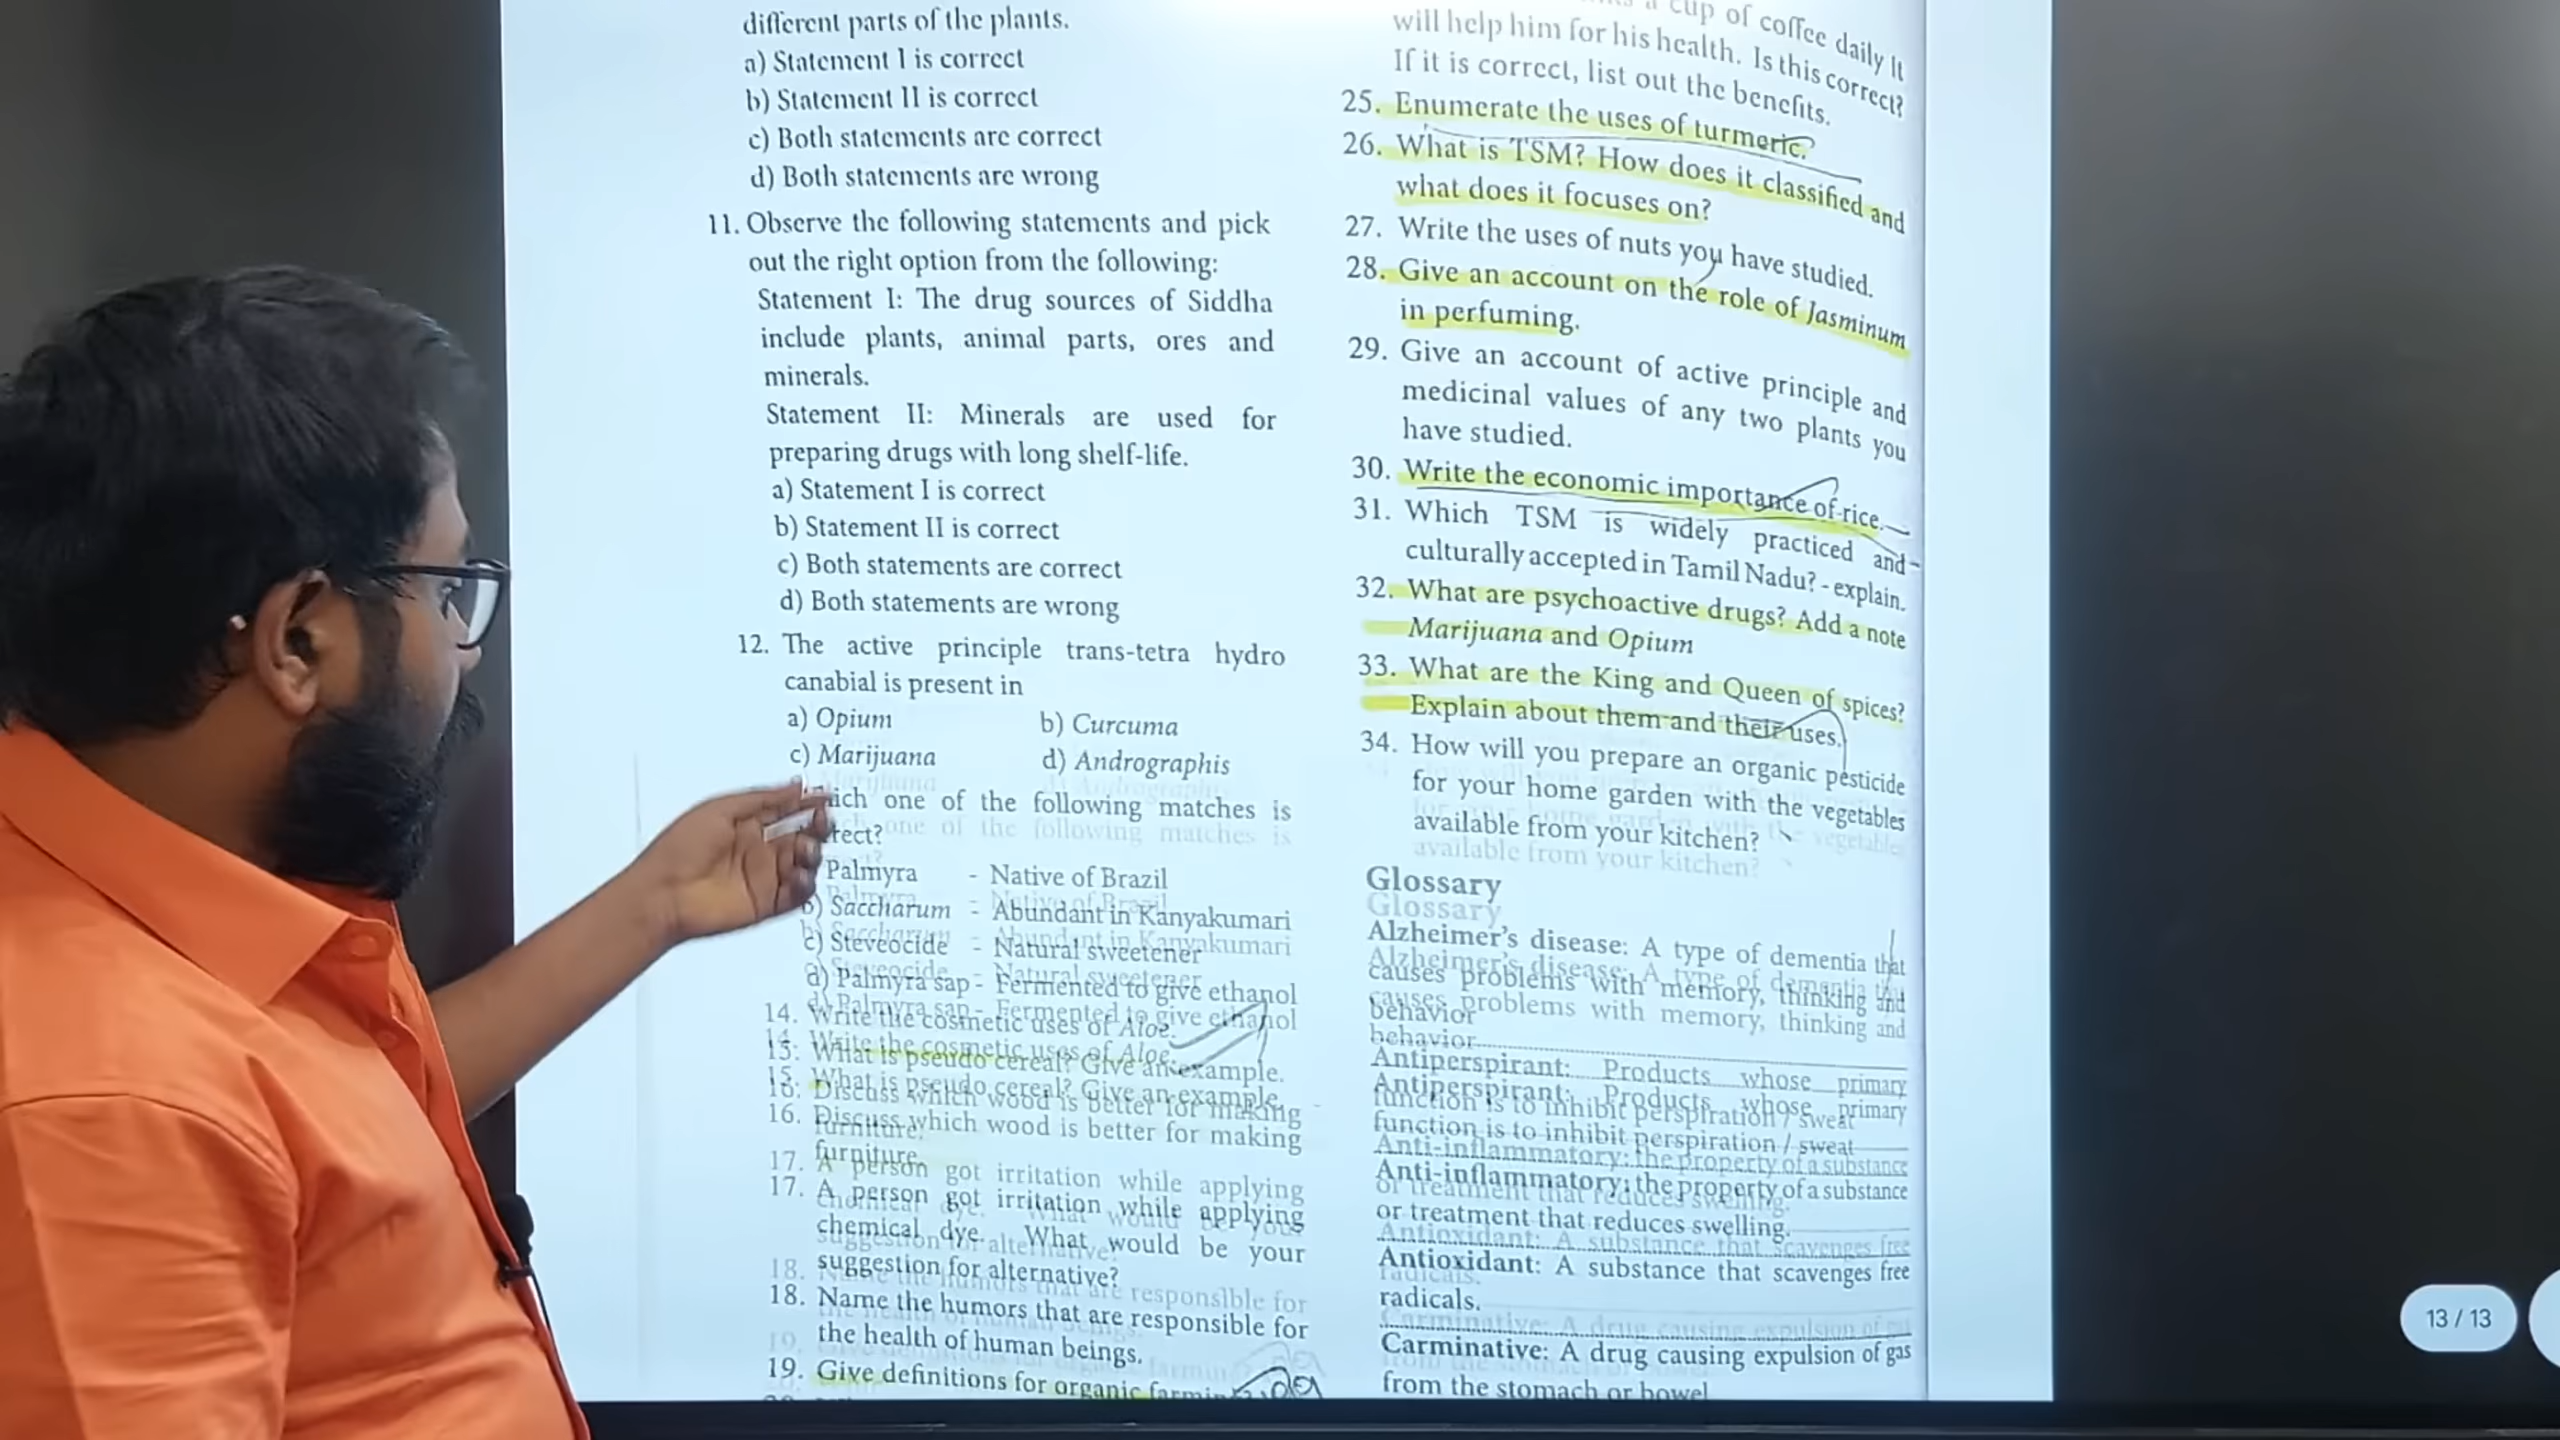 different parts of the plants.
a) Statement I is correct
b) Statement II is correct
c) Both statements are correct
d) Both statements are wrong
11. Observe the following statements and pick
out the right option from the following:
Statement I: The drug sources of Siddha
include plants, animal parts, ores and
minerals.
Statement II: Minerals are used for
preparing drugs with long shelf-life.
a) Statement I is correct
b) Statement II is correct
c) Both statements are correct
d) Both statements are wrong
12. The active principle trans-tetra hydro
canabial is present in
a) Opium b) Curcuma
c) Marijuana d) Andrographis
one of the following matches is
Palmyra - Native of Brazil
b) Saccharum - Abundant in Kanyakumari
c) Steveocide - Natural sweetener
d) Palmyra sap - Fermented to give ethanol
14. Write the cosmetic uses of Aloe.
15. What is pseudo cereal? Give an example.
16. Discuss which wood is better for making
furniture.
17. A person got irritation while applying
chemical dye. What would be your
suggestion for alternative?
18. Name the humors that are responsible for
the health of human beings.
19. Give definitions for organic
cup of coffee daily It
will help him for his health. Is this correct?
If it is correct, list out the benefits.
25. Enumerate the uses of turmeric.
26. What is TSM? How does it classified and
what does it focuses on?
27. Write the uses of nuts you have studied.
28. Give an account on the role of Jasminum
in perfuming.
29. Give an account of active principle and
medicinal values of any two plants you
have studied.
30. Write the economic importance of rice.
31. Which TSM is widely practiced and
culturally accepted in Tamil Nadu? - explain.
32. What are psychoactive drugs? Add a note
Marijuana and Opium
33. What are the King and Queen of spices?
Explain about them and their uses.
34. How will you prepare an organic pesticide
for your home garden with the vegetables
available from your kitchen?
Glossary
Alzheimer's disease: A type of dementia that
causes problems with memory, thinking and
behavior
Antiperspirant: Products whose primary
function is to inhibit perspiration / sweat
Anti-inflammatory: the property of a substance
or treatment that reduces swelling.
Antioxidant: A substance that scavenges free
radicals.
Carminative: A drug causing expulsion of gas
from the stomach or bowel
13 / 13